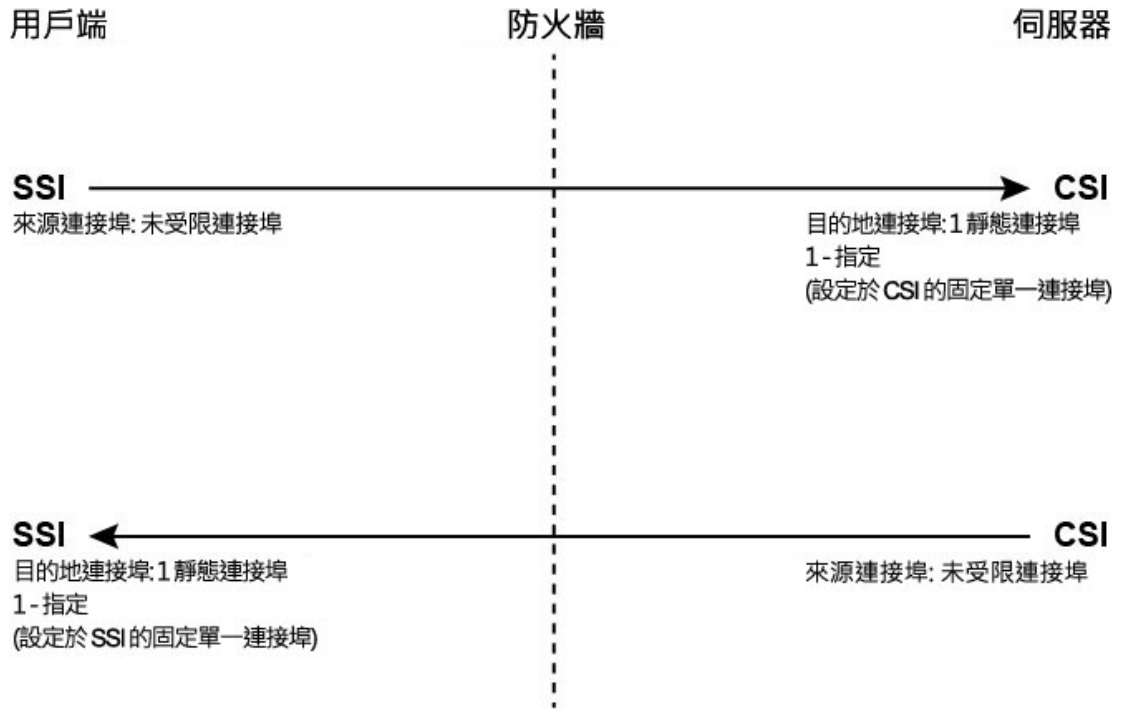 用戶端 防火牆 伺服器
SSI CSI
來源連接埠: 未受限連接埠
目的地連接埠:1 靜態連接埠
1 - 指定
(設定於 CSI 的固定單一連接埠)
SSI CSI
目的地連接埠:1 靜態連接埠
1 - 指定
(設定於 SSI 的固定單一連接埠)
來源連接埠: 未受限連接埠